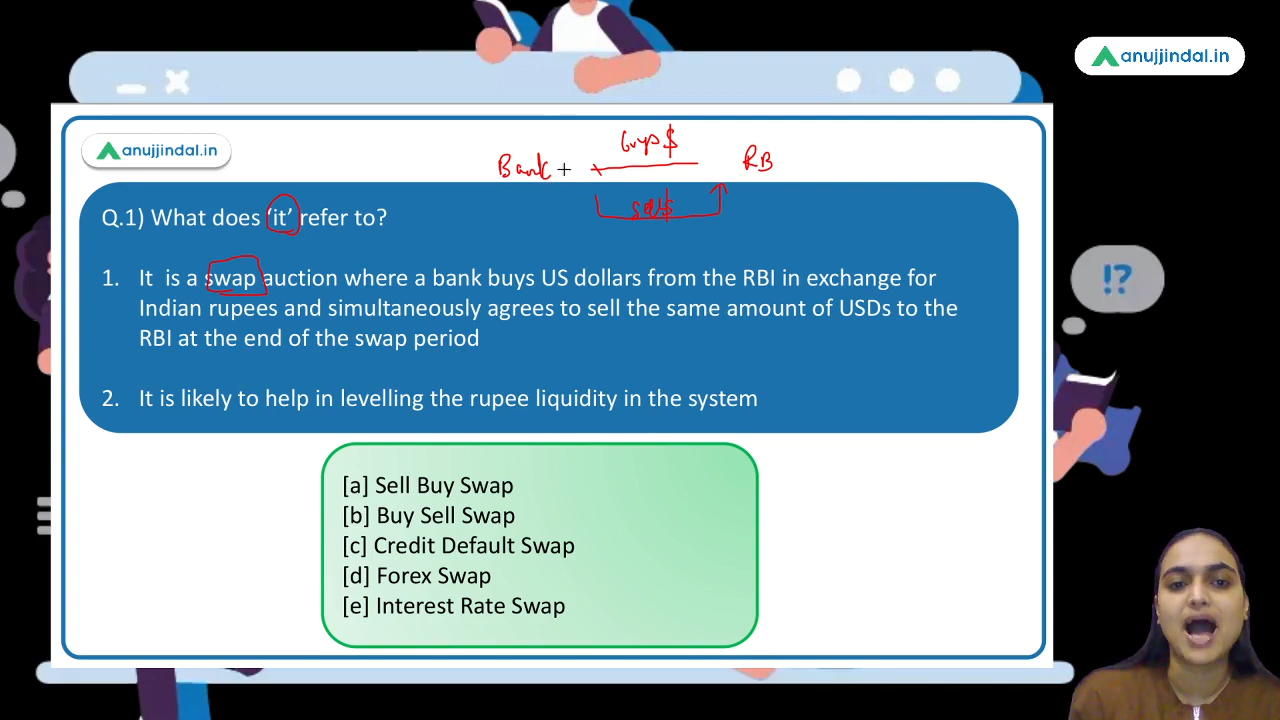 anujjindal.in
anujjindal.in
Buys $
Bank + RB
sell $
Q.1) What does ‘it’ refer to?
1. It is a swap auction where a bank buys US dollars from the RBI in exchange for
Indian rupees and simultaneously agrees to sell the same amount of USDs to the
RBI at the end of the swap period
2. It is likely to help in levelling the rupee liquidity in the system
[a] Sell Buy Swap
[b] Buy Sell Swap
[c] Credit Default Swap
[d] Forex Swap
[e] Interest Rate Swap
!?